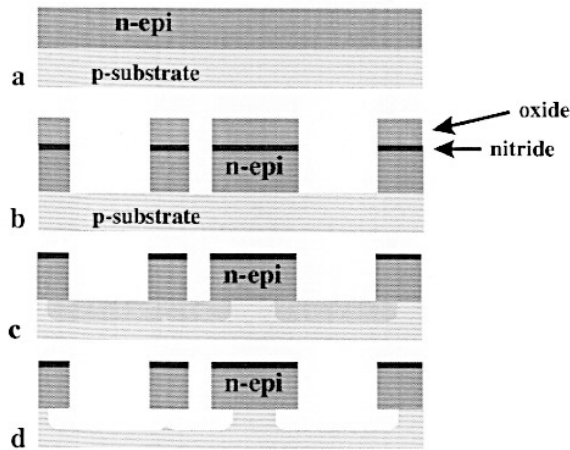 n-epi
p-substrate
a
oxide
nitride
n-epi
p-substrate
b
n-epi
c
n-epi
d